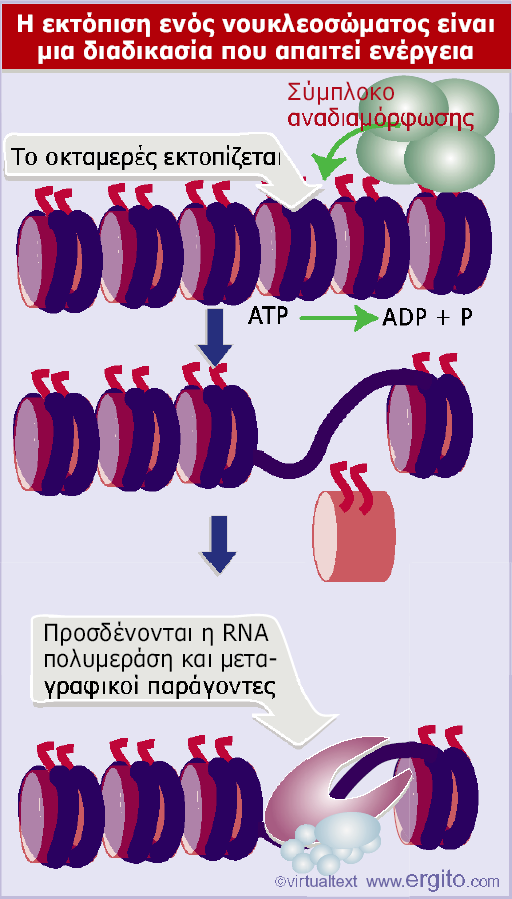 Η εκτόπιση ενός νουκλεοσώματος είναι
μια διαδικασία που απαιτεί ενέργεια
Σύμπλοκο
αναδιαμόρφωσης
Το οκταμερές εκτοπίζεται
ATP ADP + P
Προσδένονται η RNA
πολυμεράση και μετα-
γραφικοί παράγοντες
©virtualtext www.ergito.com